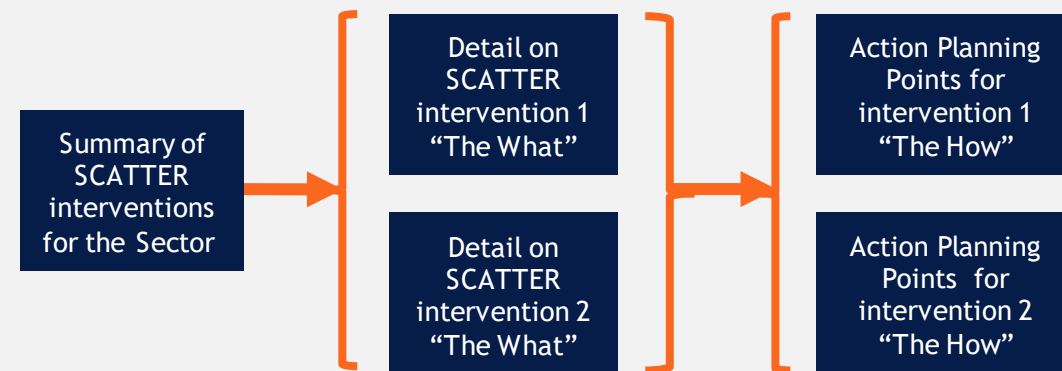 Summary of
SCATTER
interventions
for the Sector
Detail on
SCATTER
intervention 1
“The What”
Detail on
SCATTER
intervention 2
“The What”
Action Planning
Points for
intervention 1
“The How”
Action Planning
Points for
intervention 2
“The How”